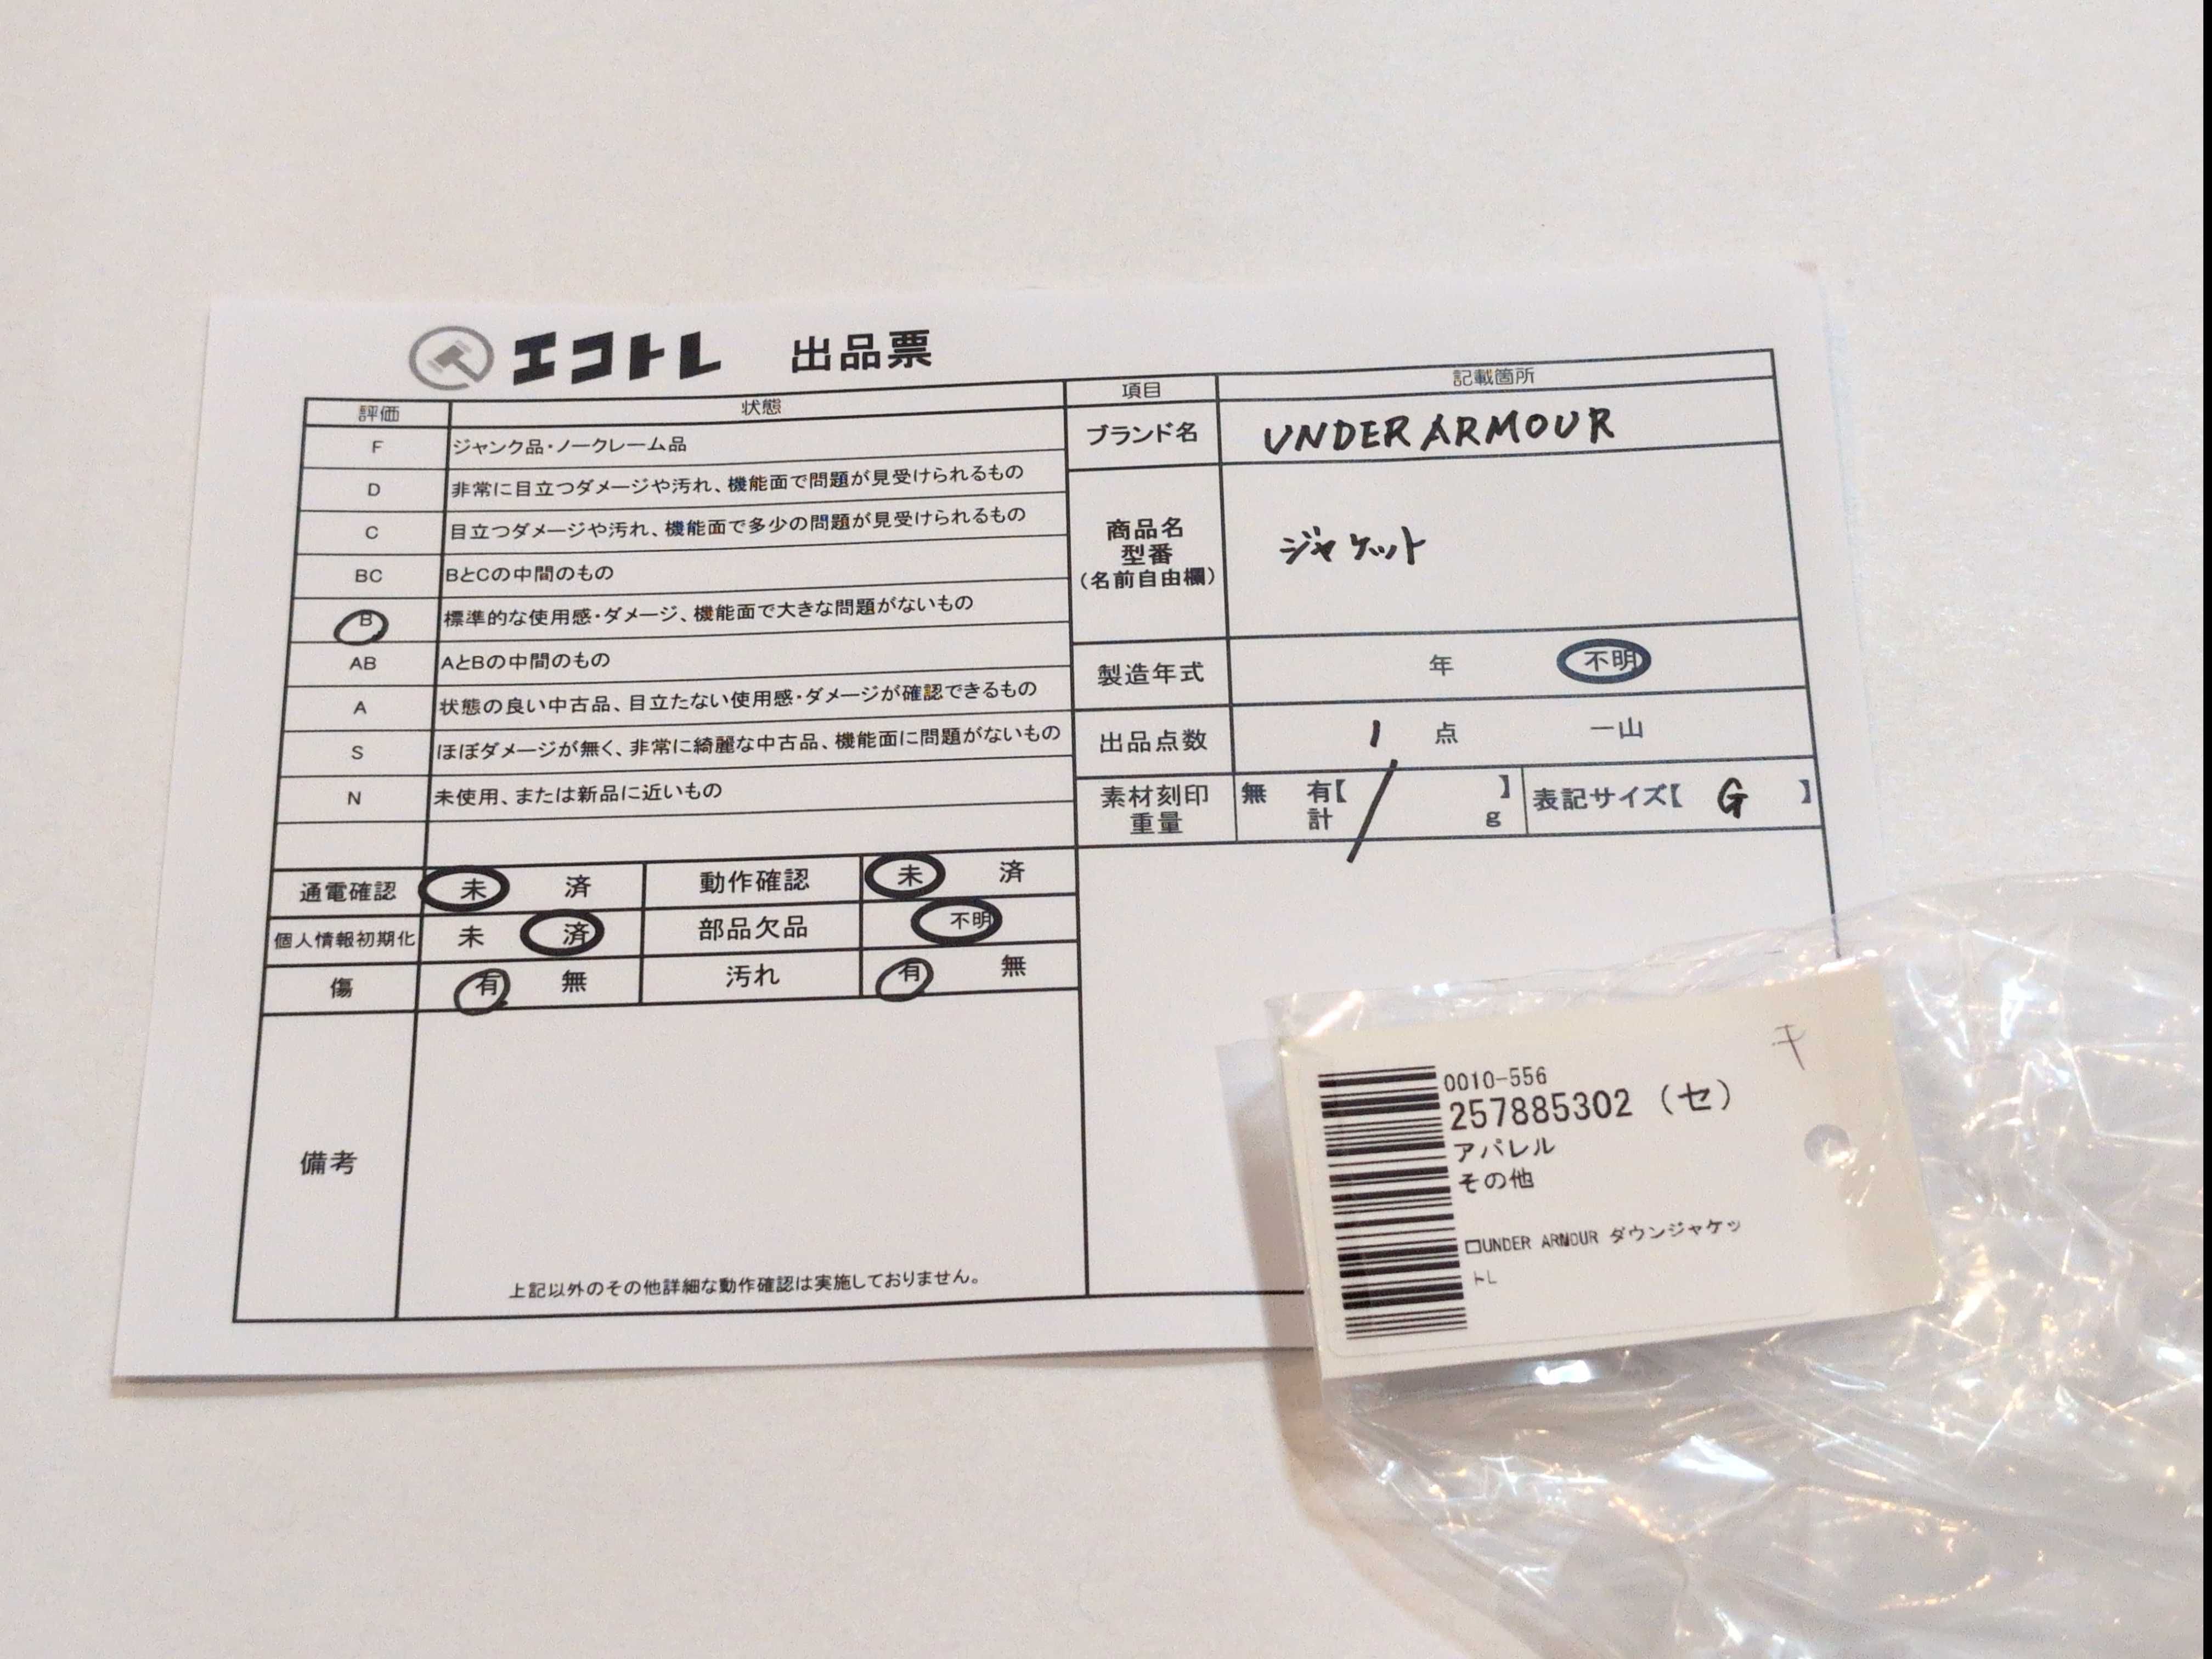 エコトレ 出品票
評価 状態
F ジャンク品・ノークレーム品
D 非常に目立つダメージや汚れ、機能面で問題が見受けられるもの
C 目立つダメージや汚れ、機能面で多少の問題が見受けられるもの
BC BとCの中間のもの
B 標準的な使用感・ダメージ、機能面で大きな問題がないもの
AB AとBの中間のもの
A 状態の良い中古品、目立たない使用感・ダメージが確認できるもの
S ほぼダメージが無く、非常に綺麗な中古品、機能面に問題がないもの
N 未使用、または新品に近いもの
通電確認 未 済 動作確認 未 済
個人情報初期化 未 済 部品欠品 不明
傷 有 無 汚れ 有 無
備考
上記以外のその他詳細な動作確認は実施しておりません。
項目 記載箇所
ブランド名 UNDER ARMOUR
商品名
型番
(名前自由欄)
ジャケット
製造年式 年 不明
出品点数 1 点 一山
素材刻印 無 有【 】
重量 計 g
表記サイズ【 G 】
0010-556
257885302 (セ)
アパレル
その他
□UNDER ARMOUR ダウンジャケッ
トL